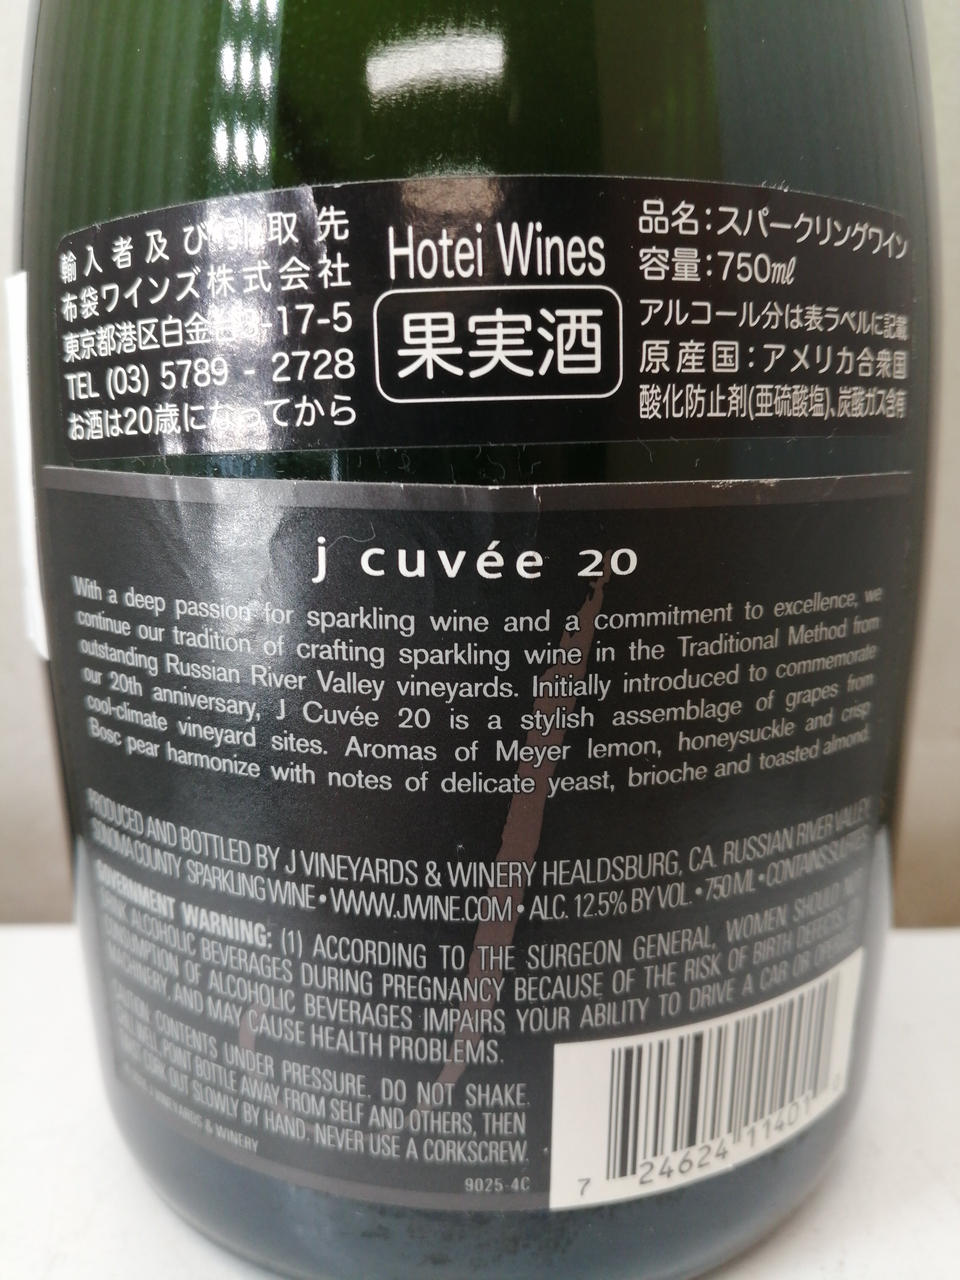 輸入者及び引取先
布袋ワインズ株式会社
東京都港区白金 -17-5
TEL (03) 5789 - 2728
お酒は20歳になってから
Hotei Wines
果実酒
品名：スパークリングワイン
容量：750mℓ
アルコール分は表ラベルに記載
原産国：アメリカ合衆国
酸化防止剤(亜硫酸塩)、炭酸ガス含有
j cuvée 20
With a deep passion for sparkling wine and a commitment to excellence, we
continue our tradition of crafting sparkling wine in the Traditional Method from
outstanding Russian River Valley vineyards. Initially introduced to commemorate
our 20th anniversary, J Cuvée 20 is a stylish assemblage of grapes from
cool-climate vineyard sites. Aromas of Meyer lemon, honeysuckle and crisp
Bosc pear harmonize with notes of delicate yeast, brioche and toasted almond.
PRODUCED AND BOTTLED BY J VINEYARDS & WINERY HEALDSBURG, CA. RUSSIAN RIVER VALLEY
SONOMA COUNTY SPARKLING WINE • WWW.JWINE.COM • ALC. 12.5% BY VOL • 750 ML • CONTAINS SULFITES
GOVERNMENT WARNING: (1) ACCORDING TO THE SURGEON GENERAL, WOMEN SHOULD NOT
DRINK ALCOHOLIC BEVERAGES DURING PREGNANCY BECAUSE OF THE RISK OF BIRTH DEFECTS.
CONSUMPTION OF ALCOHOLIC BEVERAGES IMPAIRS YOUR ABILITY TO DRIVE A CAR OR OPERATE
MACHINERY, AND MAY CAUSE HEALTH PROBLEMS.
CAUTION: CONTENTS UNDER PRESSURE. DO NOT SHAKE.
CHILL WELL, POINT BOTTLE AWAY FROM SELF AND OTHERS, THEN
CORK OUT SLOWLY BY HAND. NEVER USE A CORKSCREW.
VINEYARDS & WINERY
9025-4C
7 24624 11401 0